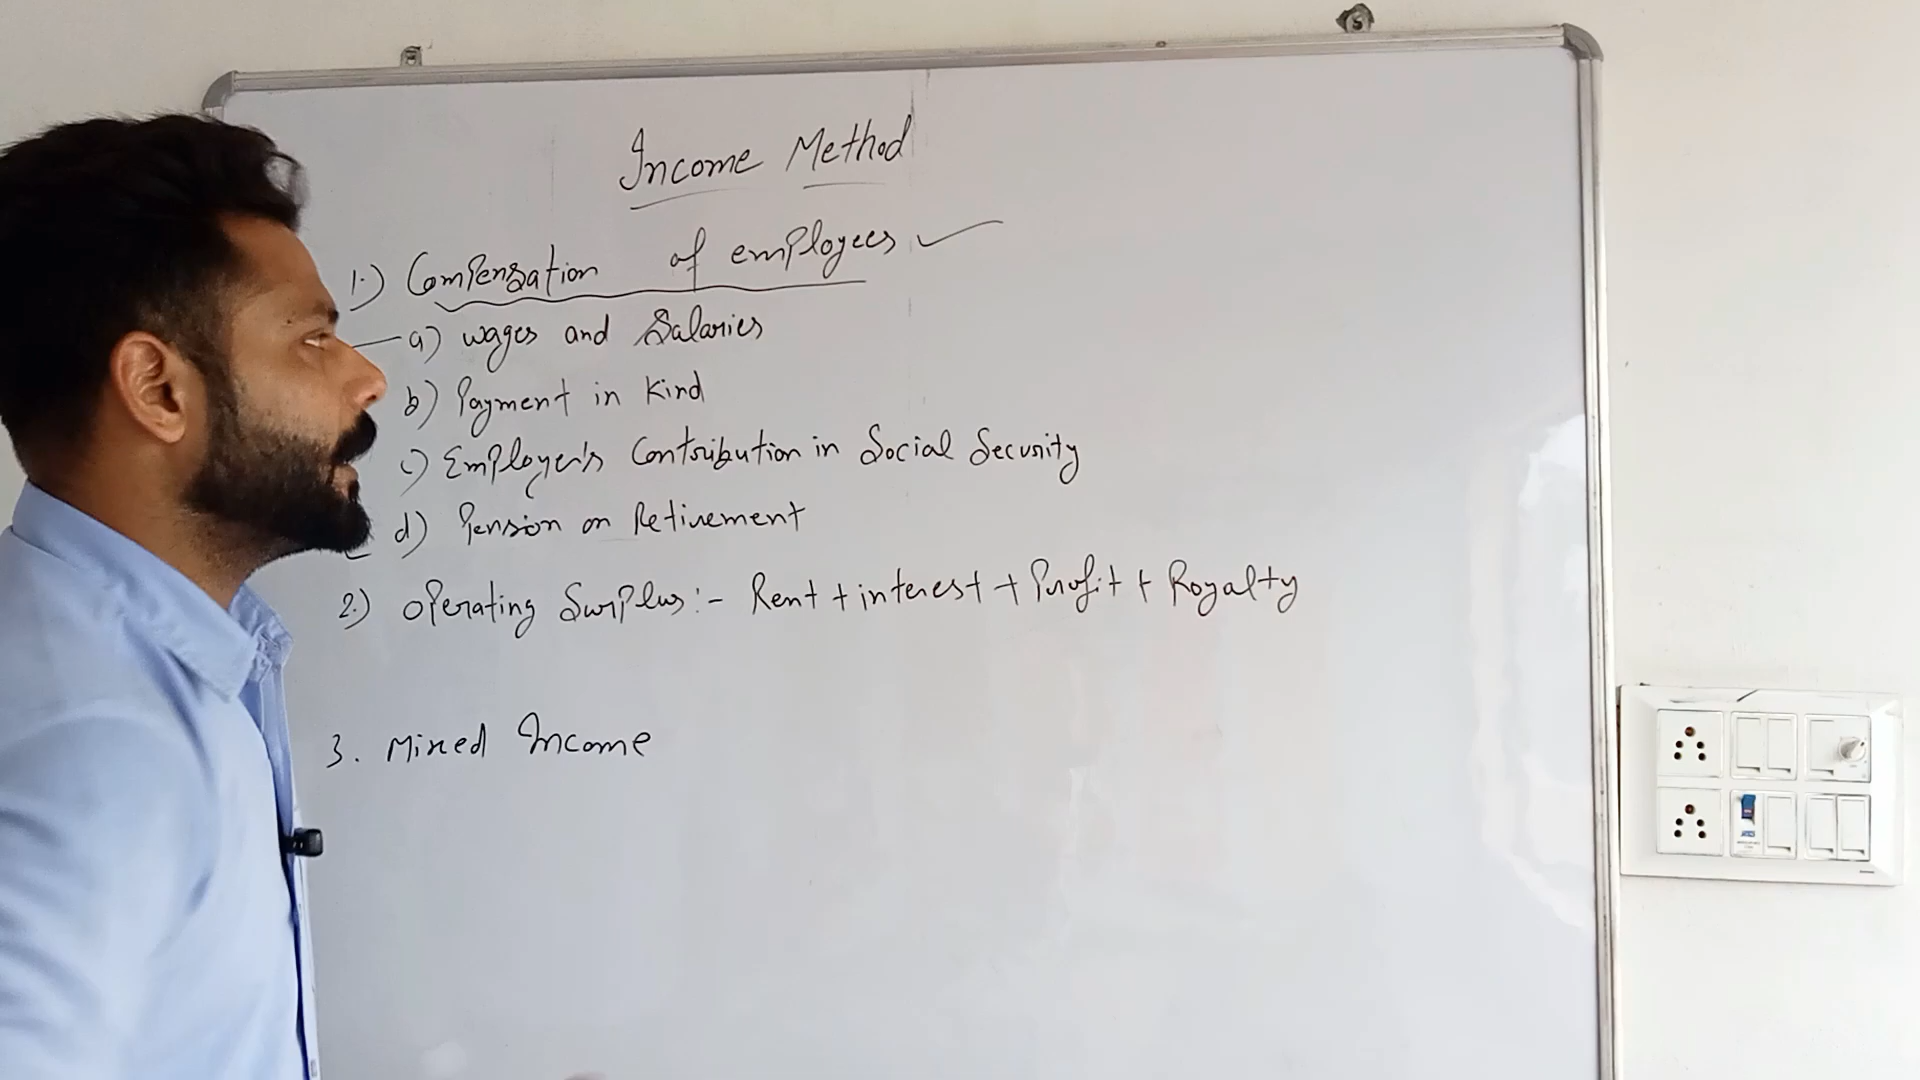 Income Method
1.) Compensation of employees
a) wages and Salaries
b) Payment in Kind
c) Employer's Contribution in Social Security
d) Pension on Retirement
2.) Operating Surplus:- Rent + interest + Profit + Royalty
3. Mixed Income